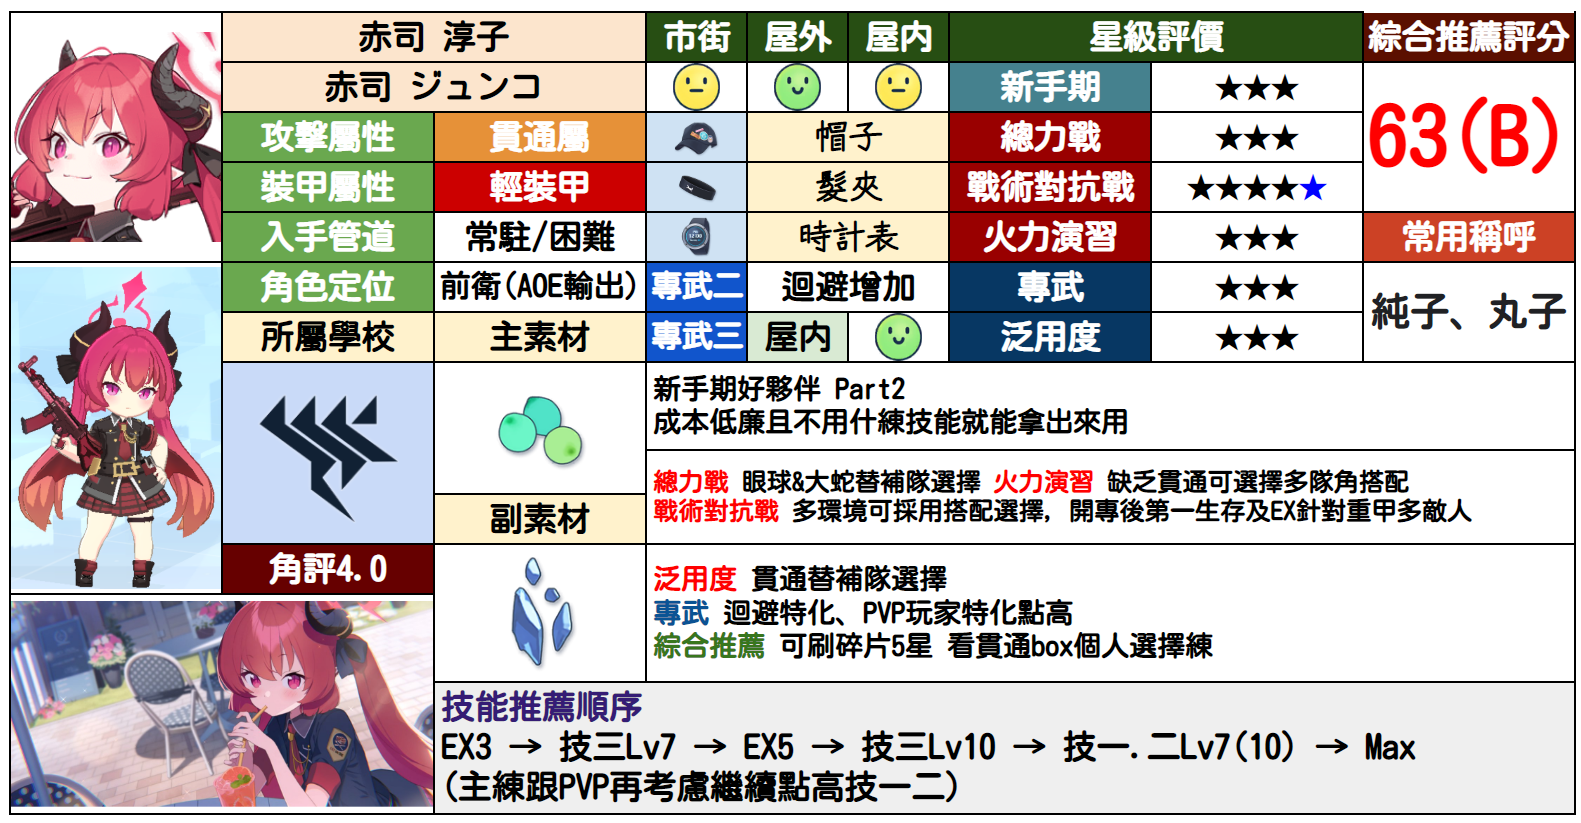 赤司 淳子 市街 屋外 屋内 星級評價 綜合推薦評分
赤司 ジュンコ 新手期 ★★★ 63(B)
攻擊屬性 貫通屬 帽子 總力戰 ★★★
裝甲屬性 輕裝甲 髮夾 戰術對抗戰 ★★★★★
入手管道 常駐/困難 時計表 火力演習 ★★★ 常用稱呼
角色定位 前衛(AOE輸出) 專武二 迴避增加 專武 ★★★ 純子、丸子
所屬學校 主素材 專武三 屋内 泛用度 ★★★
新手期好夥伴 Part2
成本低廉且不用什練技能就能拿出來用
總力戰 眼球&大蛇替補隊選擇 火力演習 缺乏貫通可選擇多隊角搭配
戰術對抗戰 多環境可採用搭配選擇, 開專後第一生存及EX針對重甲多敵人
副素材
角評4.0
泛用度 貫通替補隊選擇
專武 迴避特化、PVP玩家特化點高
綜合推薦 可刷碎片5星 看貫通box個人選擇練
技能推薦順序
EX3 → 技三Lv7 → EX5 → 技三Lv10 → 技一.二Lv7(10) → Max
(主練跟PVP再考慮繼續點高技一二)